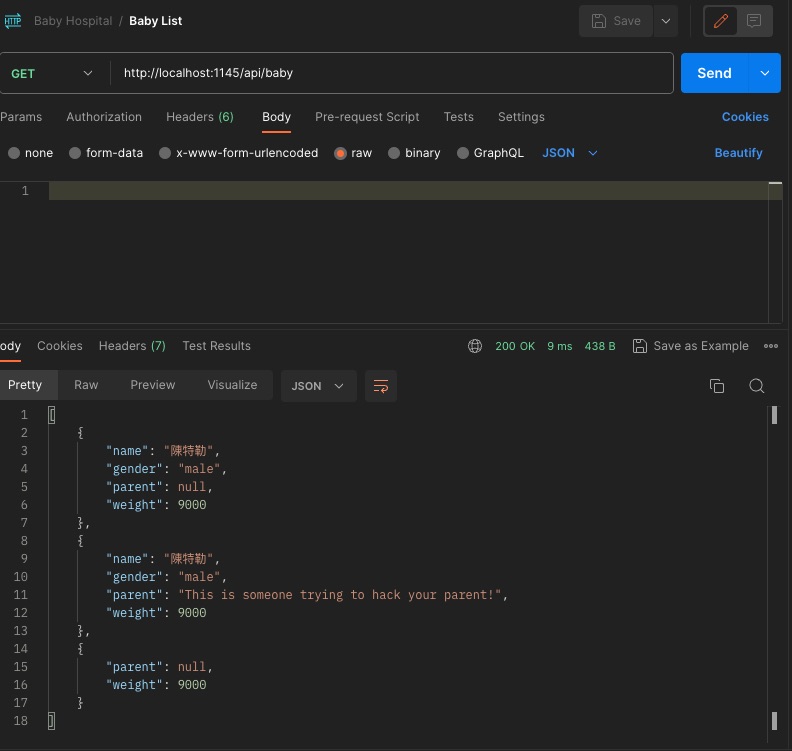 HTTP Baby Hospital / Baby List Save
GET http://localhost:1145/api/baby Send
Params Authorization Headers (6) Body Pre-request Script Tests Settings Cookies
none form-data x-www-form-urlencoded raw binary GraphQL JSON Beautify
1
ody Cookies Headers (7) Test Results 200 OK 9 ms 438 B Save as Example
Pretty Raw Preview Visualize JSON
1 [
2 {
3 "name": "陳特勒",
4 "gender": "male",
5 "parent": null,
6 "weight": 9000
7 },
8 {
9 "name": "陳特勒",
10 "gender": "male",
11 "parent": "This is someone trying to hack your parent!",
12 "weight": 9000
13 },
14 {
15 "parent": null,
16 "weight": 9000
17 }
18 ]